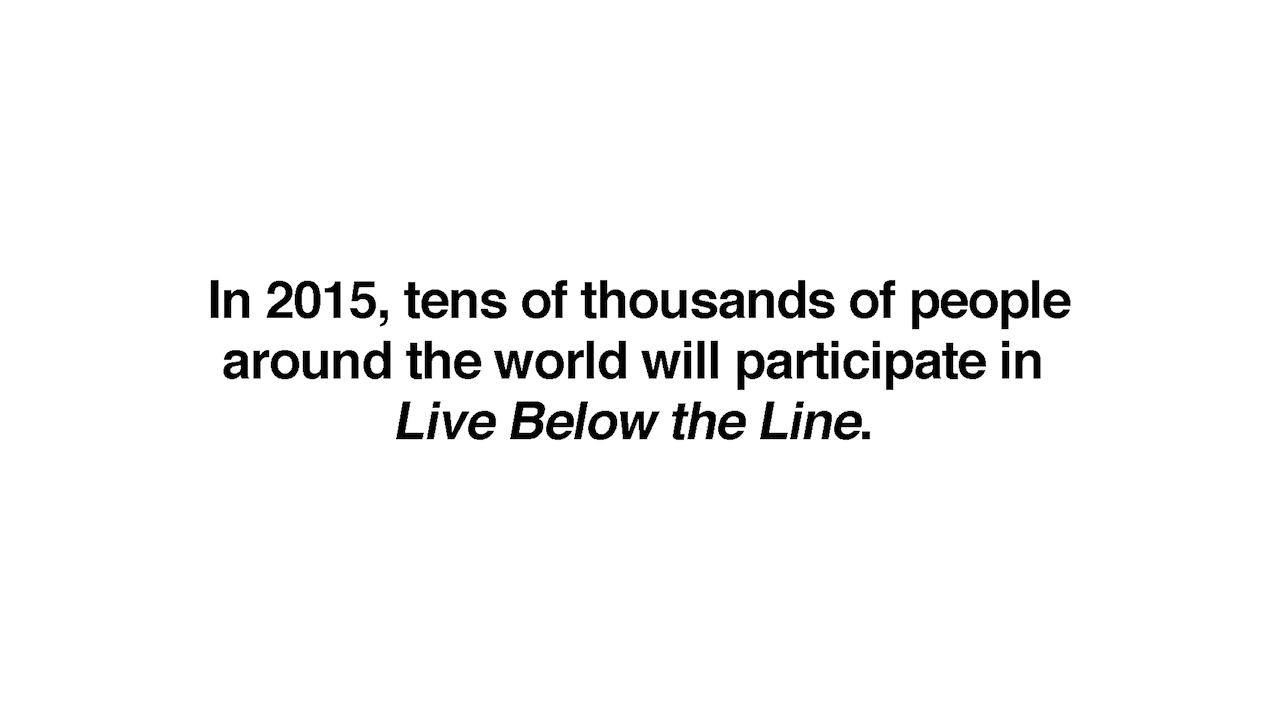 In 2015, tens of thousands of people
around the world will participate in
Live Below the Line.